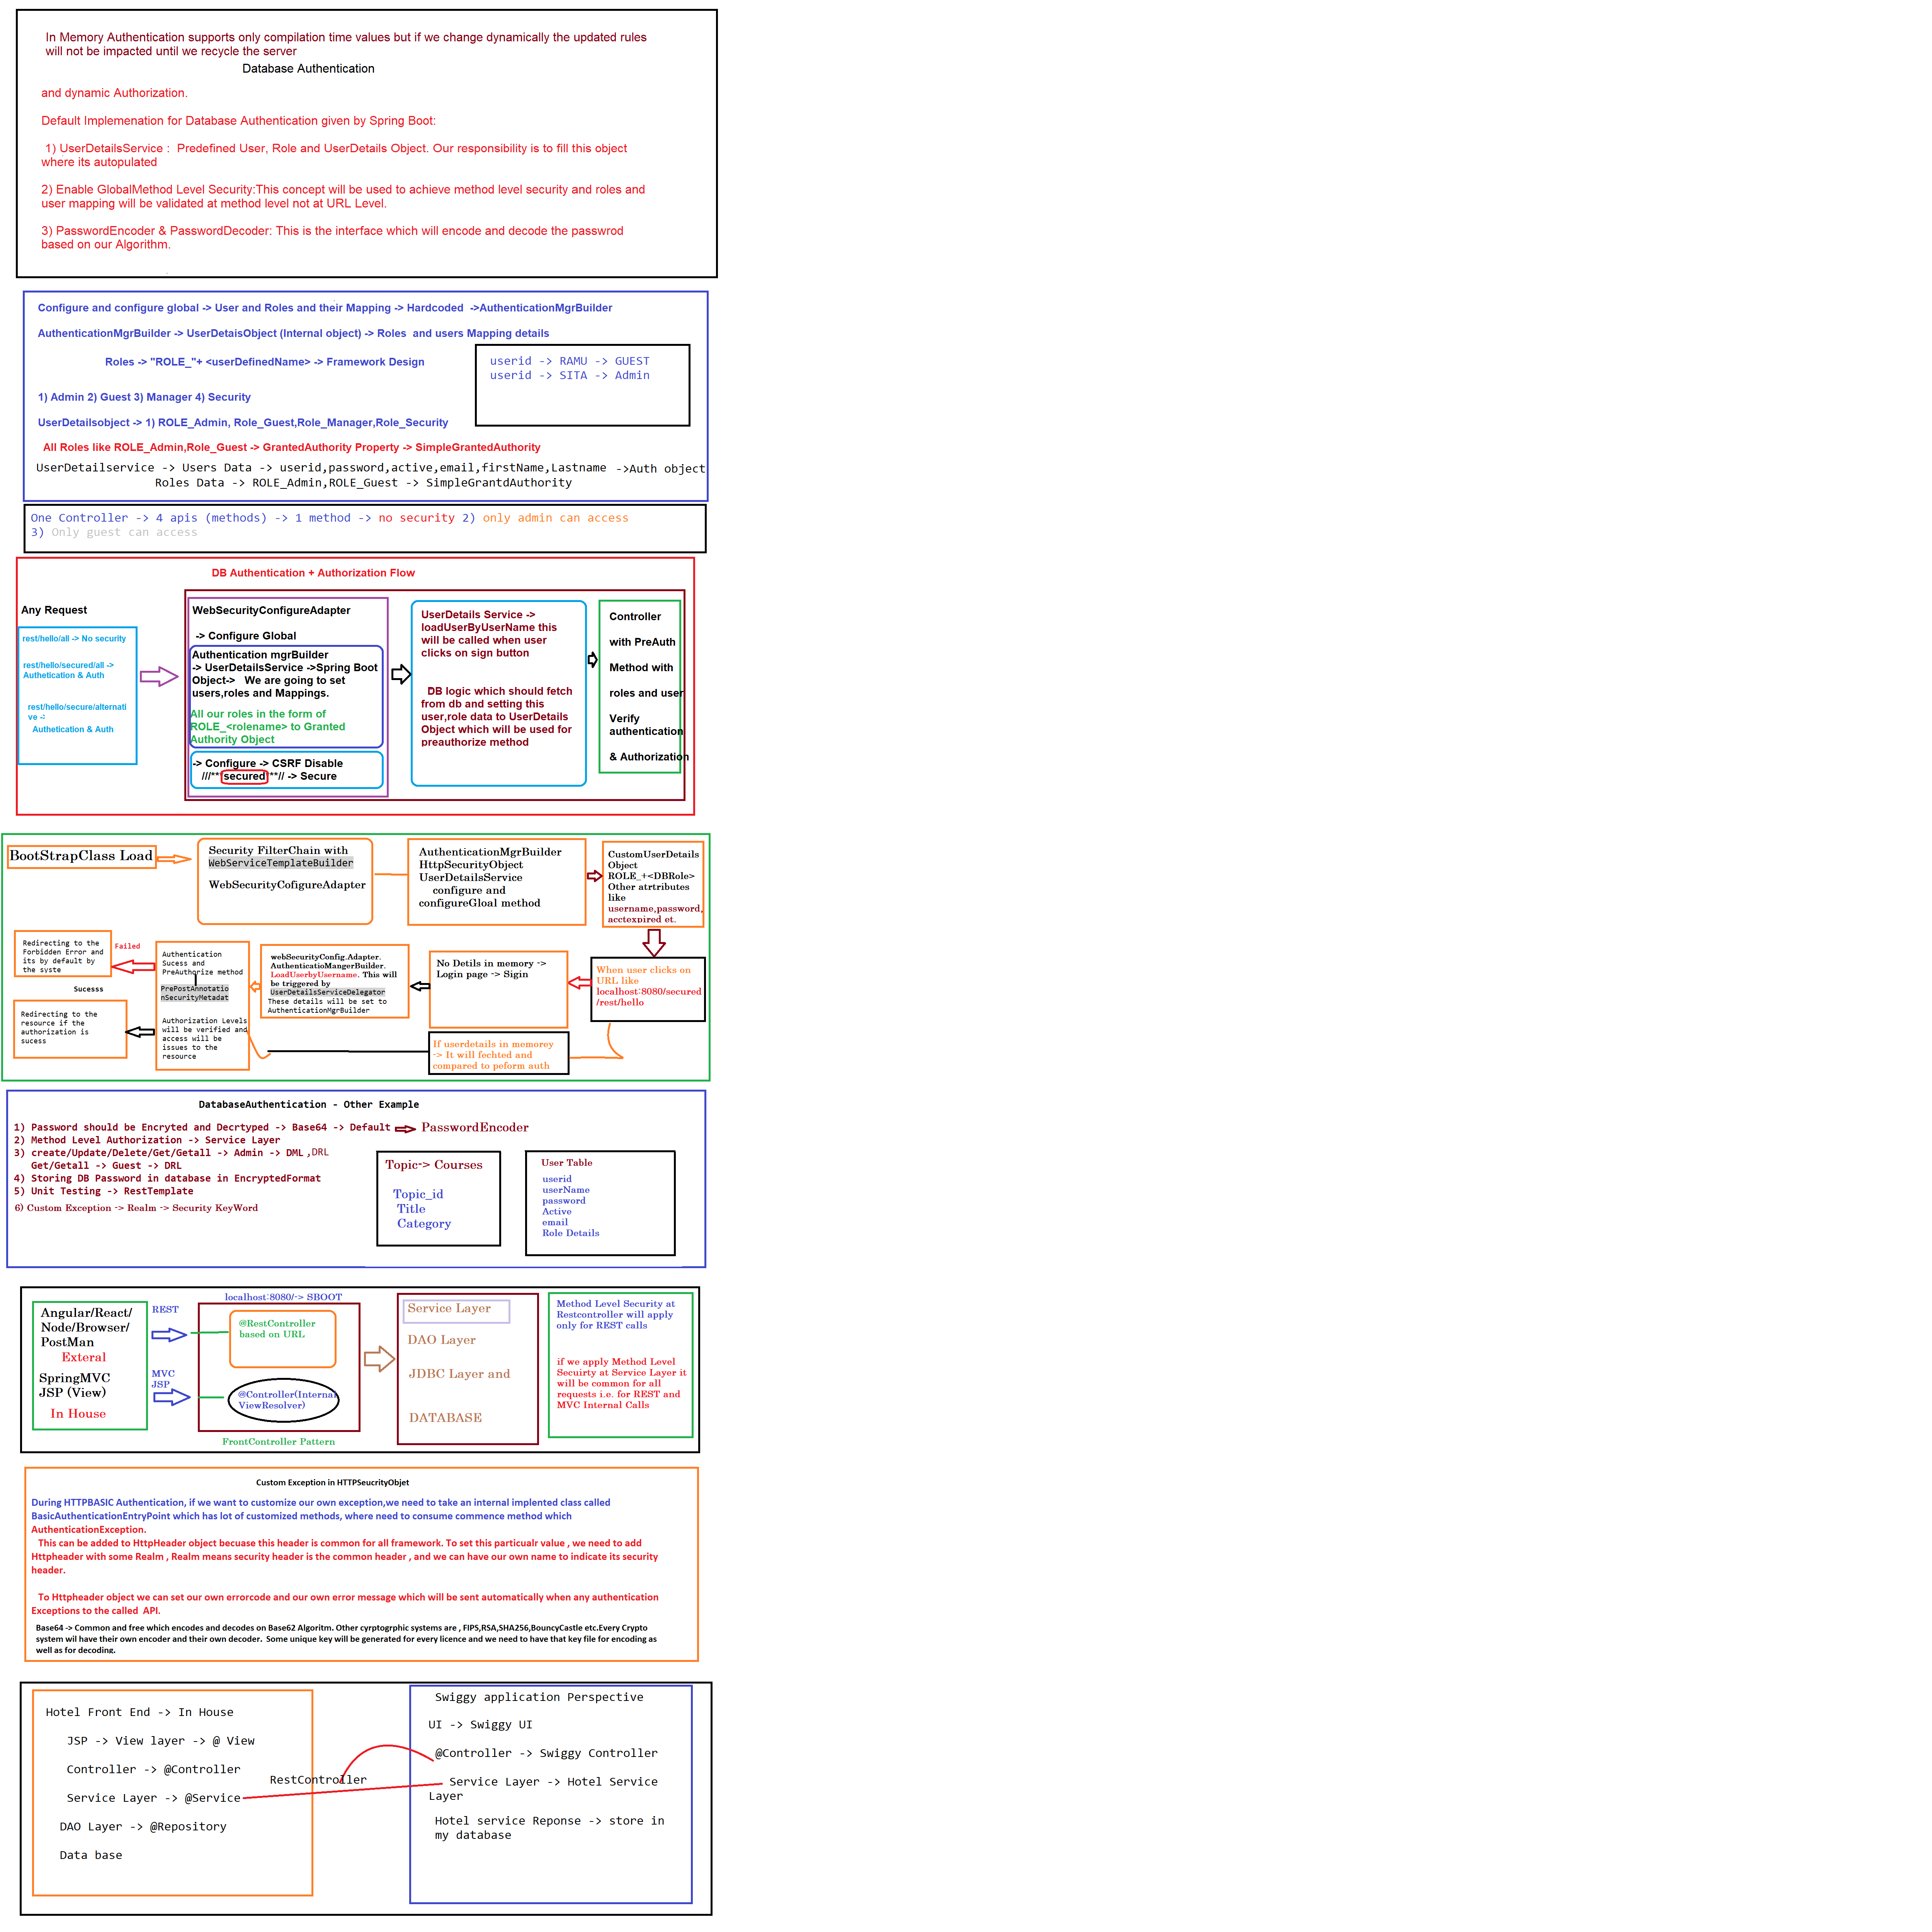 In Memory Authentication supports only compilation time values but if we change dynamically the updated rules
will not be impacted until we recycle the server
Database Authentication
and dynamic Authorization.
Default Implemenation for Database Authentication given by Spring Boot:
1) UserDetailsService : Predefined User, Role and UserDetails Object. Our responsibility is to fill this object
where its autopulated
2) Enable GlobalMethod Level Security:This concept will be used to achieve method level security and roles and
user mapping will be validated at method level not at URL Level.
3) PasswordEncoder & PasswordDecoder: This is the interface which will encode and decode the passwrod
based on our Algorithm.
Configure and configure global -> User and Roles and their Mapping -> Hardcoded ->AuthenticationMgrBuilder
AuthenticationMgrBuilder -> UserDetaisObject (Internal object) -> Roles and users Mapping details
Roles -> "ROLE_"+ <userDefinedName> -> Framework Design
userid -> RAMU -> GUEST
userid -> SITA -> Admin
1) Admin 2) Guest 3) Manager 4) Security
UserDetailsobject -> 1) ROLE_Admin, Role_Guest,Role_Manager,Role_Security
All Roles like ROLE_Admin,Role_Guest -> GrantedAuthority Property -> SimpleGrantedAuthority
UserDetailservice -> Users Data -> userid,password,active,email,firstName,Lastname ->Auth object
Roles Data -> ROLE_Admin,ROLE_Guest -> SimpleGrantdAuthority
One Controller -> 4 apis (methods) -> 1 method -> no security 2) only admin can access
3) Only guest can access
DB Authentication + Authorization Flow
Any Request
rest/hello/all -> No security
rest/hello/secured/all ->
Authetication & Auth
rest/hello/secure/alternati
ve -:
Authetication & Auth
WebSecurityConfigureAdapter
-> Configure Global
Authentication mgrBuilder
-> UserDetailsService ->Spring Boot
Object-> We are going to set
users,roles and Mappings.
All our roles in the form of
ROLE_<rolename> to Granted
Authority Object
-> Configure -> CSRF Disable
///** secured **// -> Secure
UserDetails Service ->
loadUserByUserName this
will be called when user
clicks on sign button
DB logic which should fetch
from db and setting this
user,role data to UserDetails
Object which will be used for
preauthorize method
Controller
with PreAuth
Method with
roles and user
Verify
authentication
& Authorization
BootStrapClass Load
Security FilterChain with
WebServiceTemplateBuilder
WebSecurityCofigureAdapter
AuthenticationMgrBuilder
HttpSecurityObject
UserDetailsService
configure and
configureGloal method
CustomUserDetails
Object
ROLE_+<DBRole>
Other atrtributes
like
username,password,
acctexpired et.
Redirecting to the
Forbidden Error and
its by default by
the syste
Failed
Sucesss
Redirecting to the
resource if the
authorization is
sucess
Authentication
Sucess and
PreAuthorize method
PrePostAnnotatio
nSecurityMetadat
Authorization Levels
will be verified and
access will be
issues to the
resource
webSecurityConfig.Adapter.
AuthenticatioMangerBuilder.
LoadUserbyUsername. This will
be triggered by
UserDetailsServiceDelegator
These details will be set to
AuthenticationMgrBuilder
No Detils in memory ->
Login page -> Sigin
When user clicks on
URL like
localhost:8080/secured
/rest/hello
If userdetails in memorey
-> It will fechted and
compared to peform auth
DatabaseAuthentication - Other Example
1) Password should be Encryted and Decrtyped -> Base64 -> Default PasswordEncoder
2) Method Level Authorization -> Service Layer
3) create/Update/Delete/Get/Getall -> Admin -> DML ,DRL
Get/Getall -> Guest -> DRL
4) Storing DB Password in database in EncryptedFormat
5) Unit Testing -> RestTemplate
6) Custom Exception -> Realm -> Security KeyWord
Topic-> Courses
Topic_id
Title
Category
User Table
userid
userName
password
Active
email
Role Details
Angular/React/
Node/Browser/
PostMan
Exteral
SpringMVC
JSP (View)
In House
REST
MVC
JSP
localhost:8080/-> SBOOT
@RestController
based on URL
@Controller(Internal
ViewResolver)
FrontController Pattern
Service Layer
DAO Layer
JDBC Layer and
DATABASE
Method Level Security at
Restcontroller will apply
only for REST calls
if we apply Method Level
Secuirty at Service Layer it
will be common for all
requests i.e. for REST and
MVC Internal Calls
Custom Exception in HTTPSeucrityObjet
During HTTPBASIC Authentication, if we want to customize our own exception,we need to take an internal implented class called
BasicAuthenticationEntryPoint which has lot of customized methods, where need to consume commence method which
AuthenticationException.
This can be added to HttpHeader object becuase this header is common for all framework. To set this particualr value , we need to add
Httpheader with some Realm , Realm means security header is the common header , and we can have our own name to indicate its security
header.
To Httpheader object we can set our own errorcode and our own error message which will be sent automatically when any authentication
Exceptions to the called API.
Base64 -> Common and free which encodes and decodes on Base62 Algoritm. Other cyrptogrphic systems are , FIPS,RSA,SHA256,BouncyCastle etc.Every Crypto
system wil have their own encoder and their own decoder. Some unique key will be generated for every licence and we need to have that key file for encoding as
well as for decoding.
Hotel Front End -> In House
JSP -> View layer -> @ View
Controller -> @Controller
Service Layer -> @Service
DAO Layer -> @Repository
Data base
RestController
Swiggy application Perspective
UI -> Swiggy UI
@Controller -> Swiggy Controller
Service Layer -> Hotel Service
Layer
Hotel service Reponse -> store in
my database